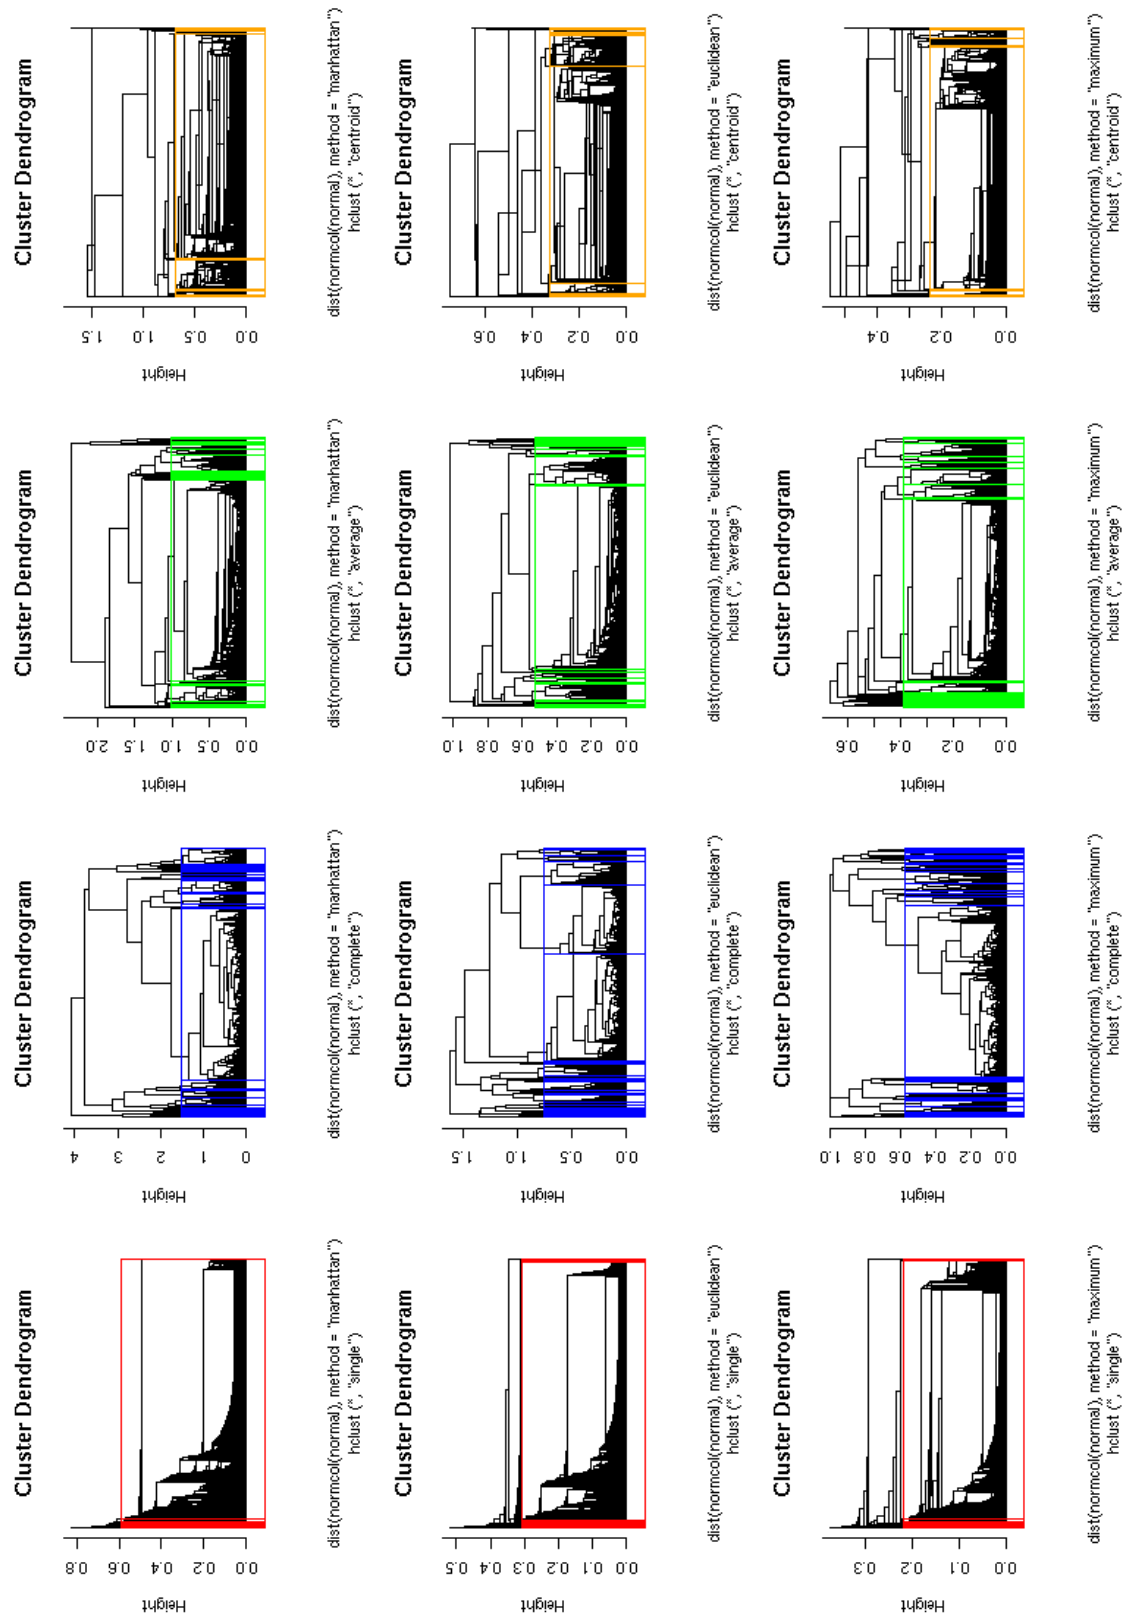 Cluster Dendrogram
Height
0.8
0.6
0.4
0.2
0.0
dist(normcol(normal), method = "manhattan")
hclust (*, "single")
Cluster Dendrogram
Height
4
3
2
1
0
dist(normcol(normal), method = "manhattan")
hclust (*, "complete")
Cluster Dendrogram
Height
2.0
1.5
1.0
0.5
0.0
dist(normcol(normal), method = "manhattan")
hclust (*, "average")
Cluster Dendrogram
Height
1.5
1.0
0.5
0.0
dist(normcol(normal), method = "manhattan")
hclust (*, "centroid")
Cluster Dendrogram
Height
0.5
0.4
0.3
0.2
0.1
0.0
dist(normcol(normal), method = "euclidean")
hclust (*, "single")
Cluster Dendrogram
Height
1.5
1.0
0.5
0.0
dist(normcol(normal), method = "euclidean")
hclust (*, "complete")
Cluster Dendrogram
Height
1.0
0.8
0.6
0.4
0.2
0.0
dist(normcol(normal), method = "euclidean")
hclust (*, "average")
Cluster Dendrogram
Height
0.6
0.4
0.2
0.0
dist(normcol(normal), method = "euclidean")
hclust (*, "centroid")
Cluster Dendrogram
Height
0.3
0.2
0.1
0.0
dist(normcol(normal), method = "maximum")
hclust (*, "single")
Cluster Dendrogram
Height
1.0
0.8
0.6
0.4
0.2
0.0
dist(normcol(normal), method = "maximum")
hclust (*, "complete")
Cluster Dendrogram
Height
0.6
0.4
0.2
0.0
dist(normcol(normal), method = "maximum")
hclust (*, "average")
Cluster Dendrogram
Height
0.4
0.2
0.0
dist(normcol(normal), method = "maximum")
hclust (*, "centroid")